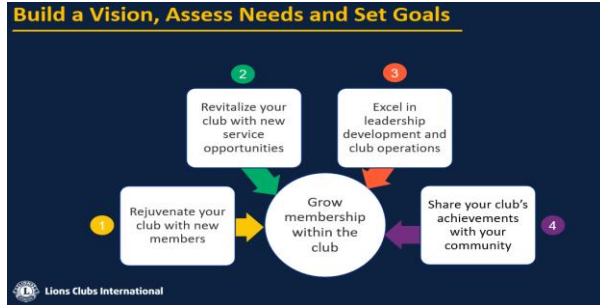 Build a Vision, Assess Needs and Set Goals
2
3
Revitalize your
club with new
service
opportunities
Excel in
leadership
development and
club operations
1
Rejuvenate your
club with new
members
Grow
membership
within the
club
Share your club's
achievements
with your
community
4
L
Lions Clubs International